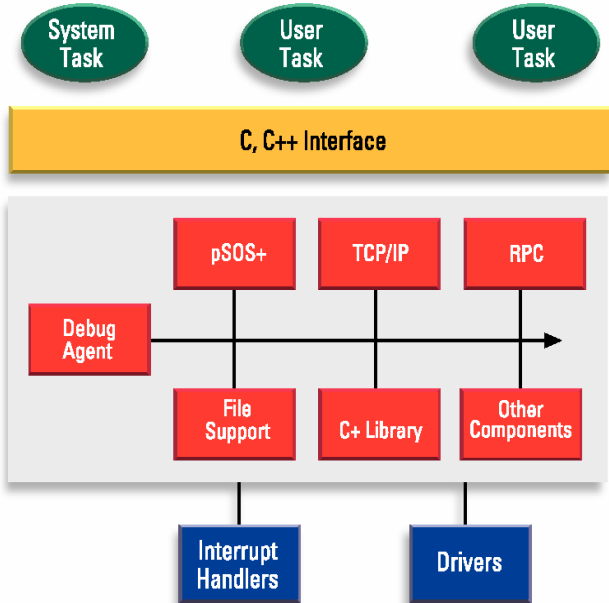 System
Task
User
Task
User
Task
C, C++ Interface
pSOS+
TCP/IP
RPC
Debug
Agent
File
Support
C+ Library
Other
Components
Interrupt
Handlers
Drivers